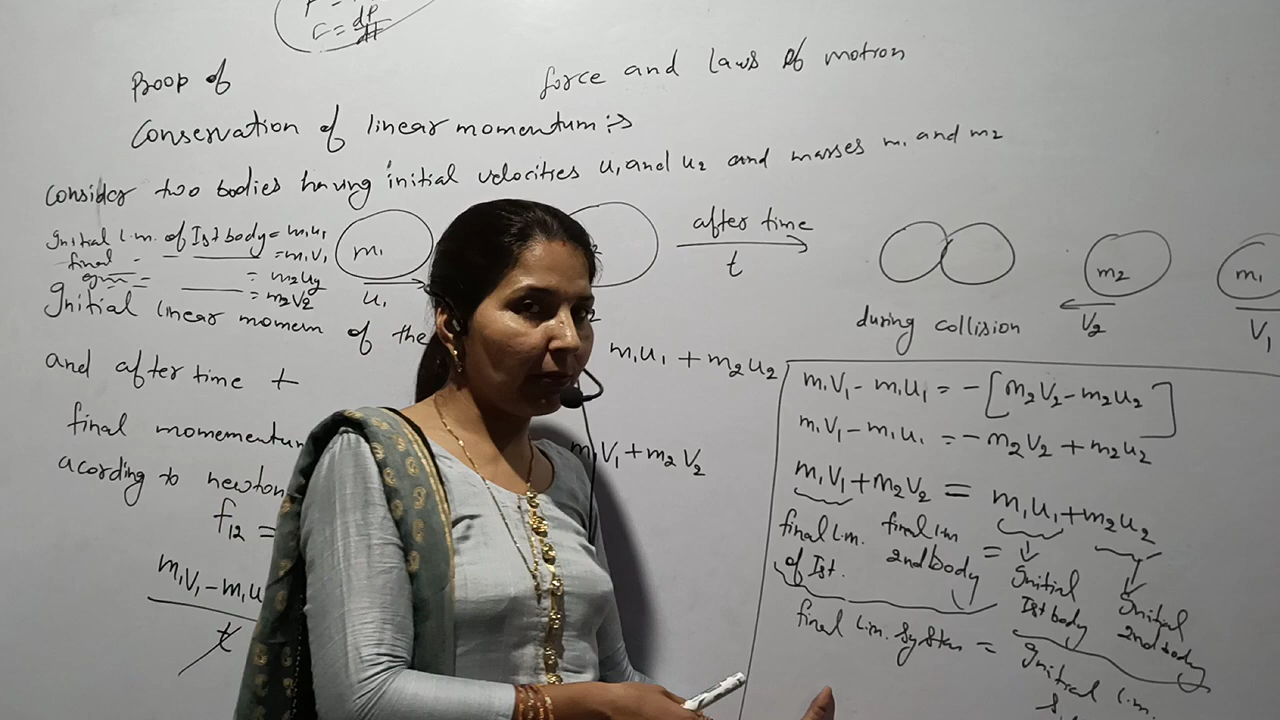 F = dP/dt
Proop of
force and laws of motion
Conservation of linear momentum :->
Consider two bodies having initial velocities u1 and u2 and masses m1 and m2
Initial l.m. of Ist body = m1u1
final - - = m1v1
= m2u2
= m2v2
m1
u1
after time
t
during collision
m2
v2
m1
V1
Initial linear momem of the
m1u1 + m2u2
and after time t
final momementum
m1V1 + m2V2
acording to newton
f12 =
m1V1 - m1u
t
m1V1 - m1u1 = -[m2V2 - m2u2]
m1V1 - m1u1 = -m2V2 + m2u2
m1V1 + m2V2 = m1u1 + m2u2
final l.m. of Ist.
final l.m 2nd body
=
Initial Ist body
Initial 2nd body
final l.m. system = Initial l.m.